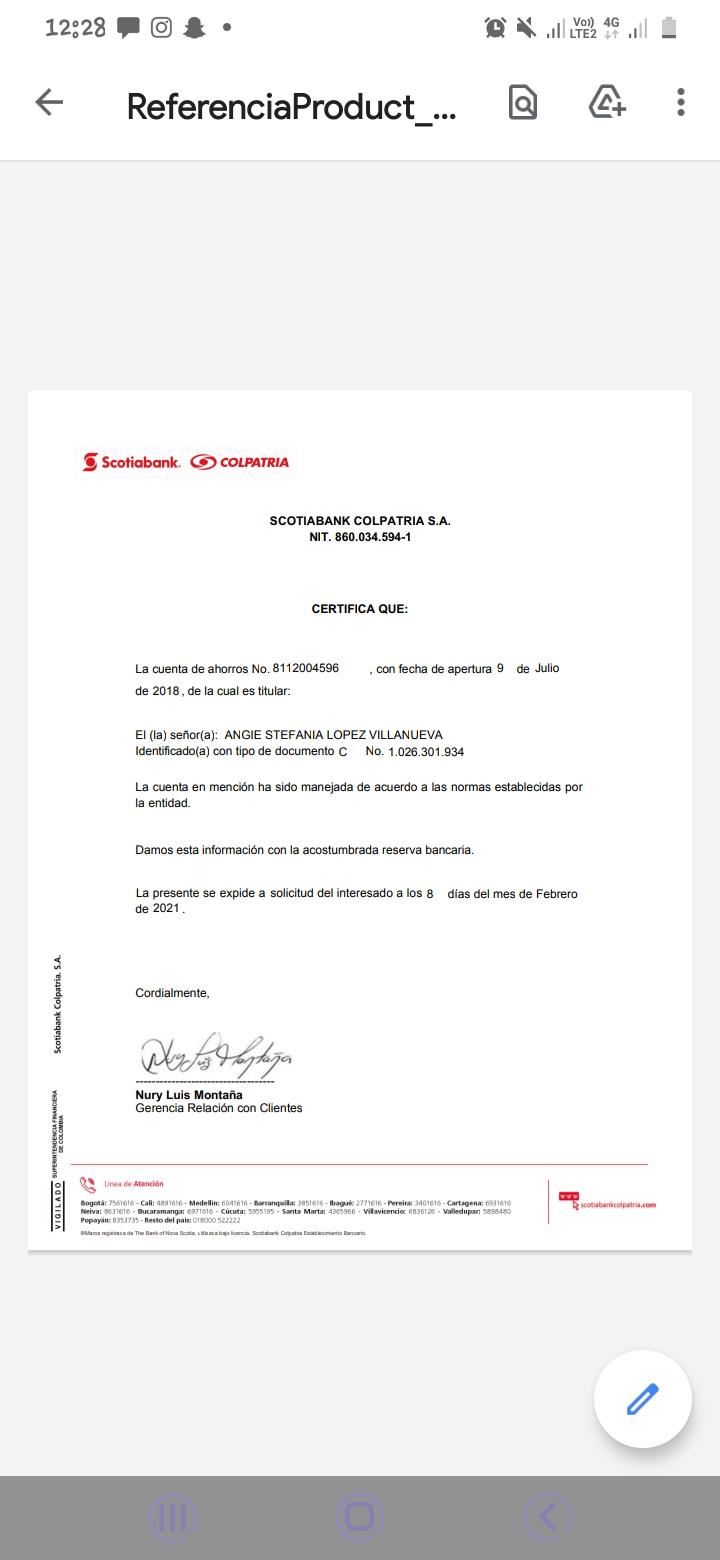 12:28
Vo))
LTE2
4G
ReferenciaProduct_...
Scotiabank® COLPATRIA
SCOTIABANK COLPATRIA S.A.
NIT. 860.034.594-1
CERTIFICA QUE:
La cuenta de ahorros No. 8112004596 , con fecha de apertura 9 de Julio
de 2018 , de la cual es titular:
El (la) señor(a): ANGIE STEFANIA LOPEZ VILLANUEVA
Identificado(a) con tipo de documento C No. 1.026.301.934
La cuenta en mención ha sido manejada de acuerdo a las normas establecidas por
la entidad.
Damos esta información con la acostumbrada reserva bancaria.
La presente se expide a solicitud del interesado a los 8 días del mes de Febrero
de 2021 .
Cordialmente,
Nury Luis Montaña
Nury Luis Montaña
Gerencia Relación con Clientes
Scotiabank Colpatria. S.A.
VIGILADO SUPERINTENDENCIA FINANCIERA
DE COLOMBIA
Línea de Atención
Bogotá: 7561616 - Cali: 4891616 - Medellín: 6041616 - Barranquilla: 3851616 - Ibagué: 2771616 - Pereira: 3401616 - Cartagena: 6931616
Neiva: 8631616 - Bucaramanga: 6971616 - Cúcuta: 5955195 - Santa Marta: 4365966 - Villavicencio: 6836126 - Valledupar: 5898480
Popayán: 8353735 - Resto del país: 018000 522222
®Marca registrada de The Bank of Nova Scotia, utilizada bajo licencia. Scotiabank Colpatria Establecimiento Bancario.
scotiabankcolpatria.com